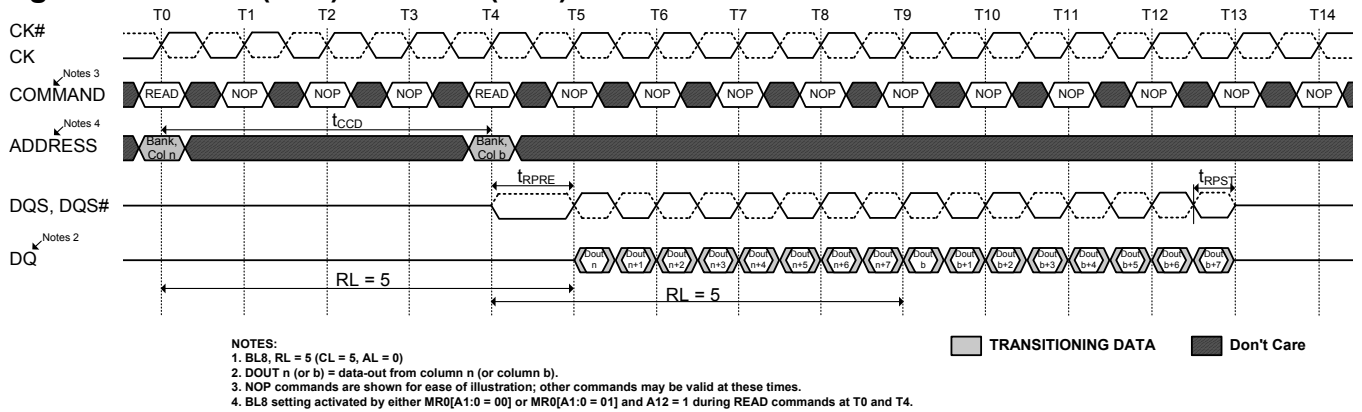 T0 T1 T2 T3 T4 T5 T6 T7 T8 T9 T10 T11 T12 T13 T14
CK#
CK
Notes 3
COMMAND READ NOP NOP NOP READ NOP NOP NOP NOP NOP NOP NOP NOP NOP NOP
Notes 4
tCCD
ADDRESS
Bank, Col n
Bank, Col b
tRPRE
tRPST
DQS, DQS#
Notes 2
DQ
Dout n
Dout n+1
Dout n+2
Dout n+3
Dout n+4
Dout n+5
Dout n+6
Dout n+7
Dout b
Dout b+1
Dout b+2
Dout b+3
Dout b+4
Dout b+5
Dout b+6
Dout b+7
RL = 5
RL = 5
NOTES:
1. BL8, RL = 5 (CL = 5, AL = 0)
2. DOUT n (or b) = data-out from column n (or column b).
3. NOP commands are shown for ease of illustration; other commands may be valid at these times.
4. BL8 setting activated by either MR0[A1:0 = 00] or MR0[A1:0 = 01] and A12 = 1 during READ commands at T0 and T4.
TRANSITIONING DATA
Don't Care